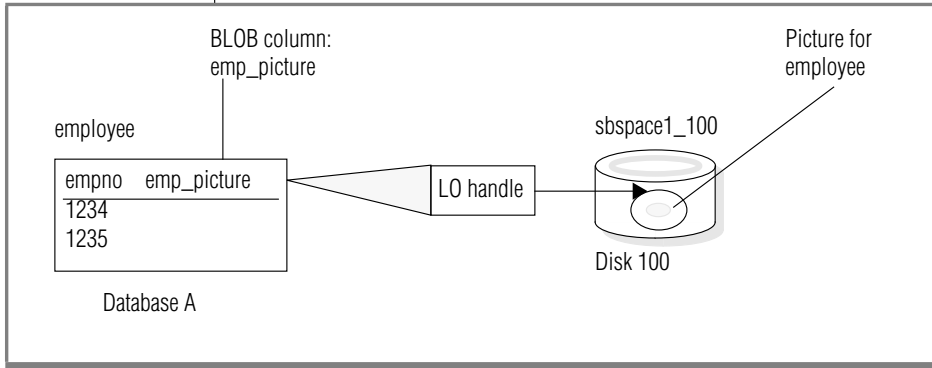 BLOB column:
emp_picture
Picture for
employee
employee
sbspace1_100
empno emp_picture
LO handle
1234
1235
Disk 100
Database A